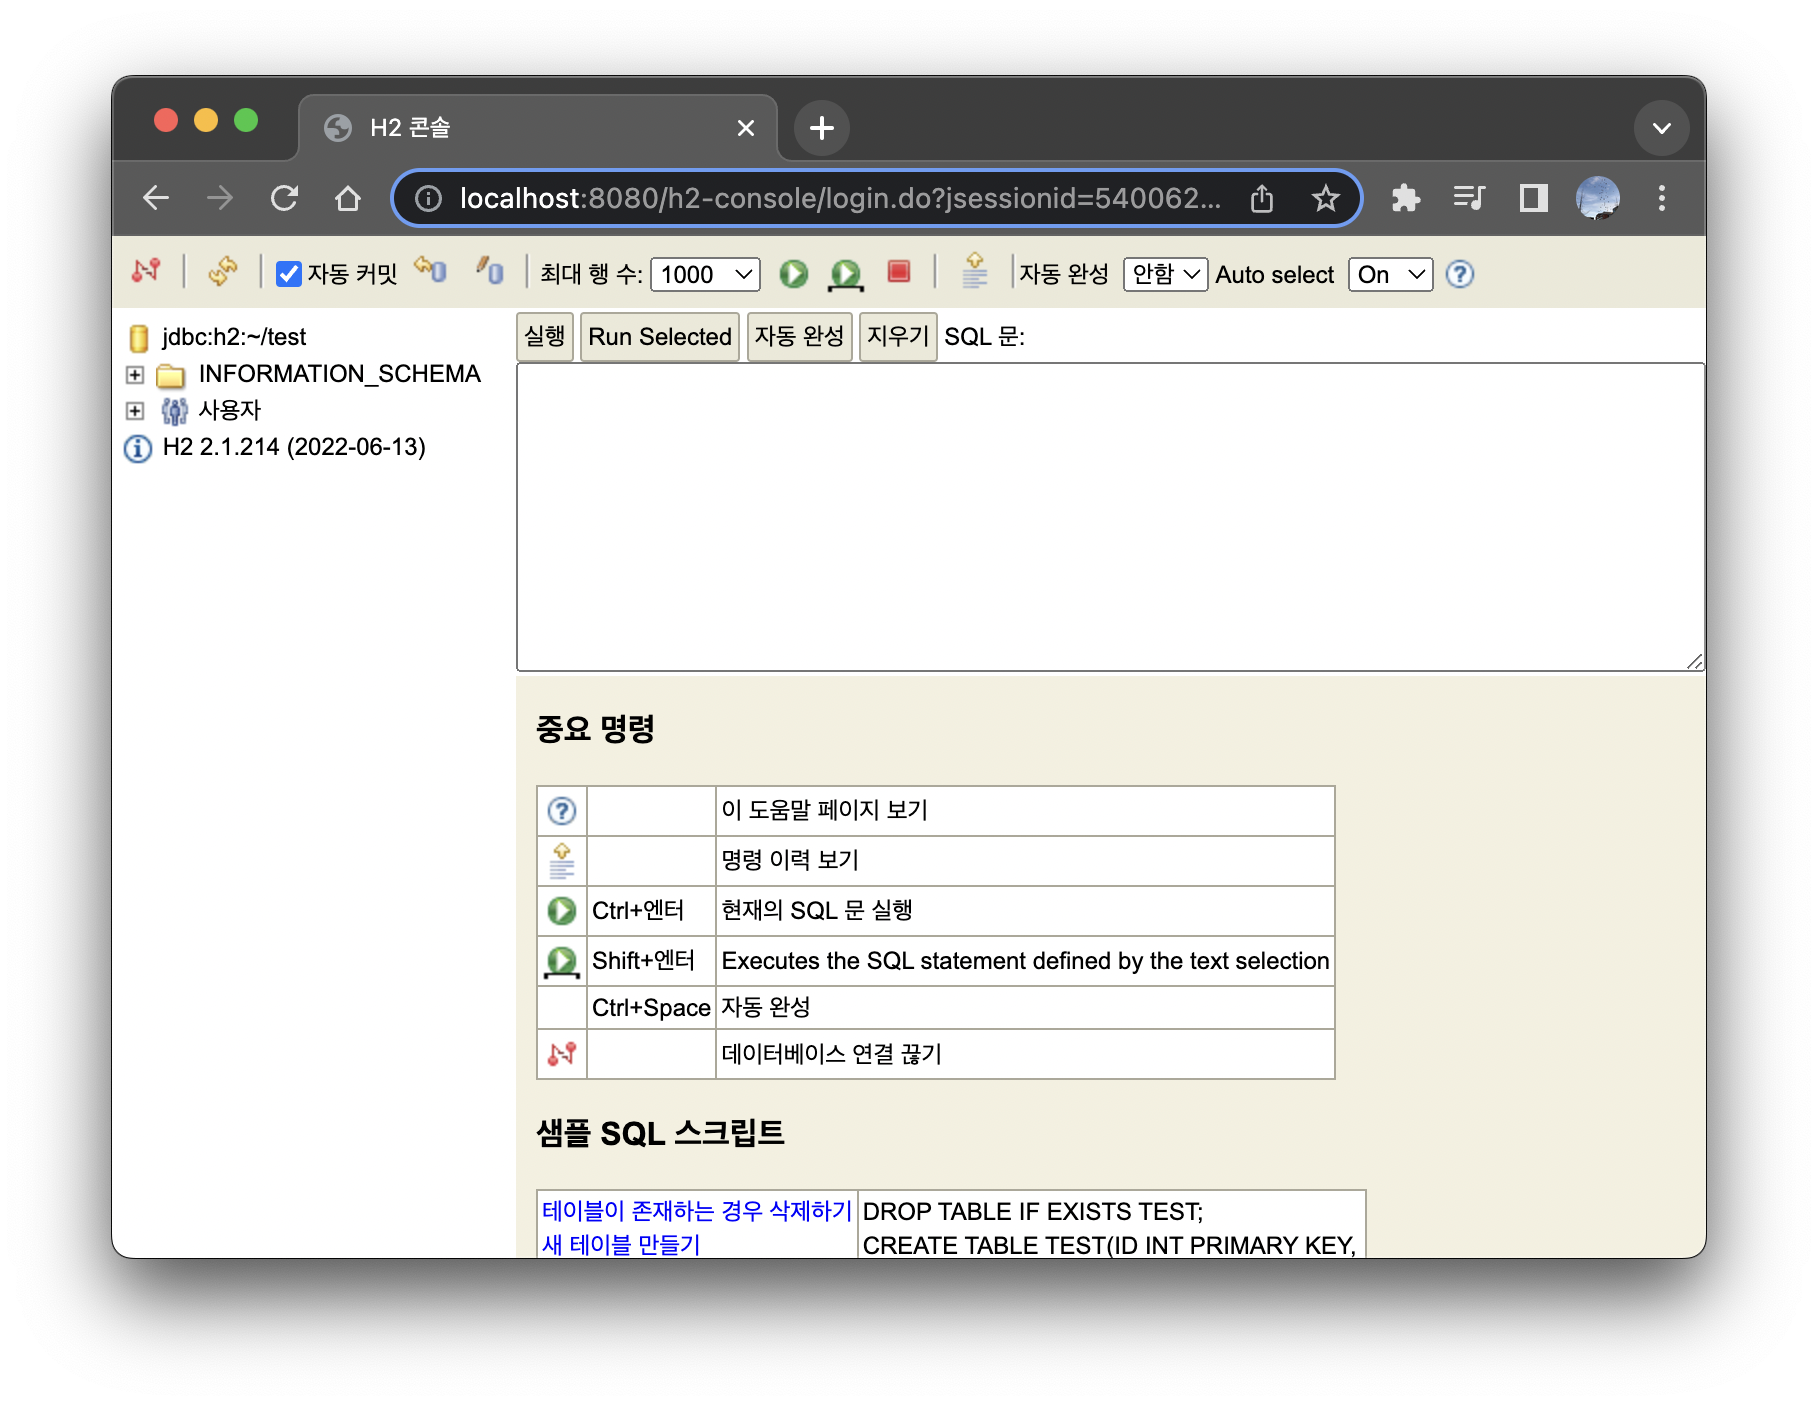 H2 콘솔
localhost:8080/h2-console/login.do?jsessionid=540062...
자동 커밋 최대 행 수: 1000 자동 완성 안함 Auto select On
jdbc:h2:~/test
INFORMATION_SCHEMA
사용자
H2 2.1.214 (2022-06-13)
실행 Run Selected 자동 완성 지우기 SQL 문:
중요 명령
이 도움말 페이지 보기
명령 이력 보기
Ctrl+엔터 현재의 SQL 문 실행
Shift+엔터 Executes the SQL statement defined by the text selection
Ctrl+Space 자동 완성
데이터베이스 연결 끊기
샘플 SQL 스크립트
테이블이 존재하는 경우 삭제하기 DROP TABLE IF EXISTS TEST;
새 테이블 만들기 CREATE TABLE TEST(ID INT PRIMARY KEY,